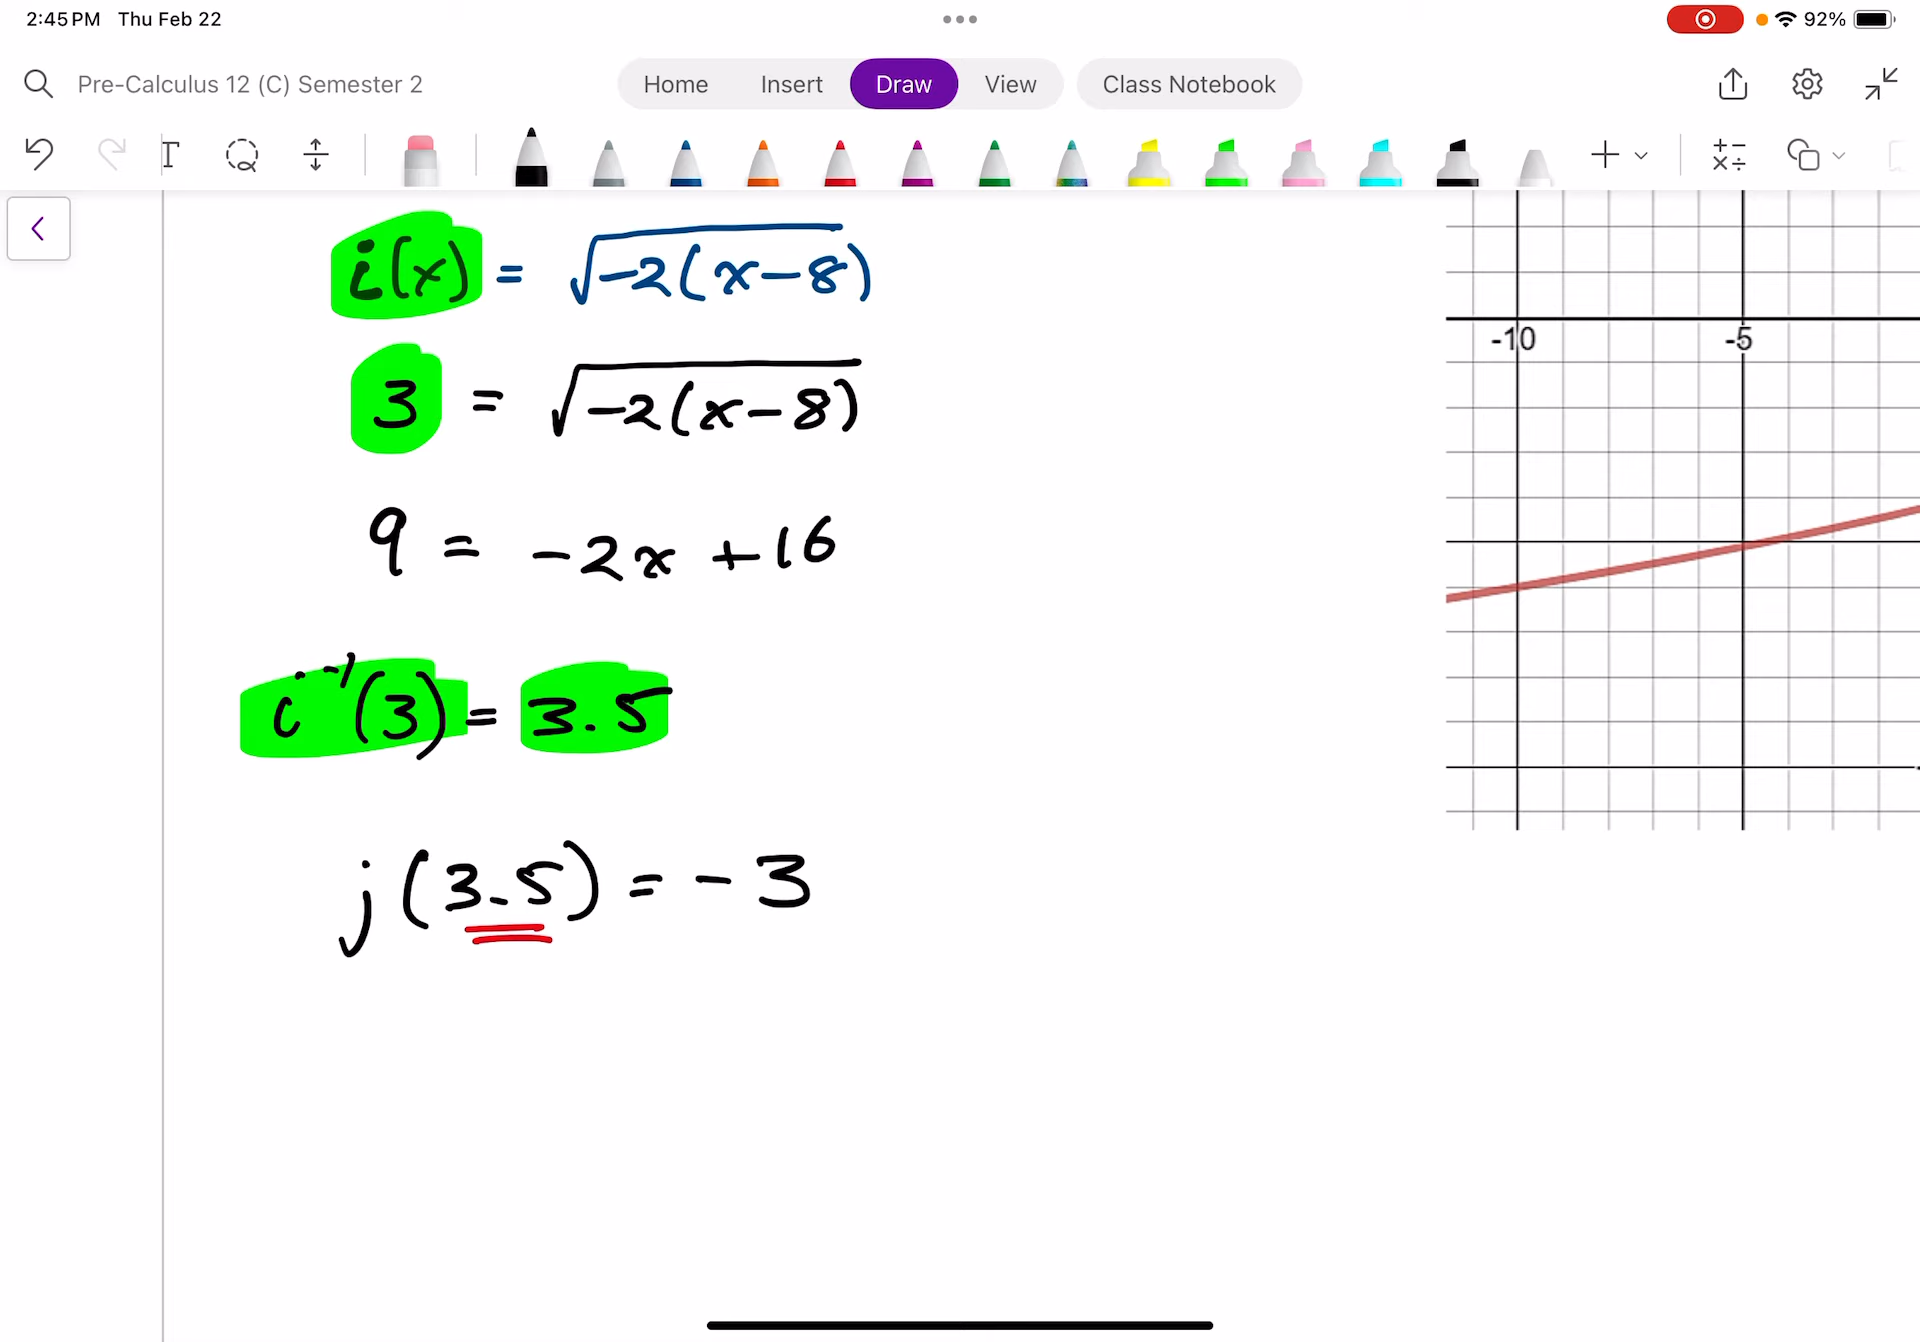 2:45 PM Thu Feb 22
92%
Pre-Calculus 12 (C) Semester 2
Home Insert Draw View Class Notebook
i(x) = √-2(x-8)
3 = √-2(x-8)
9 = -2x +16
i⁻¹(3) = 3.5
j(3.5) = -3
-10 -5